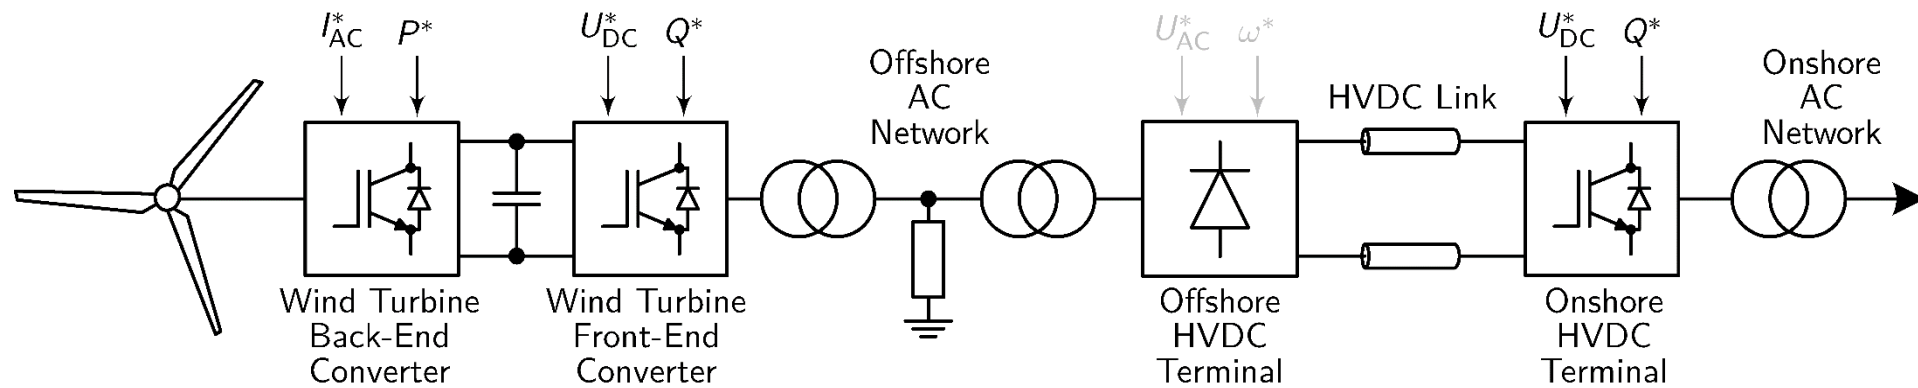 I*AC P*
U*DC Q*
Offshore
AC
Network
U*AC ω*
HVDC Link
U*DC Q*
Onshore
AC
Network
Wind Turbine
Back-End
Converter
Wind Turbine
Front-End
Converter
Offshore
HVDC
Terminal
Onshore
HVDC
Terminal